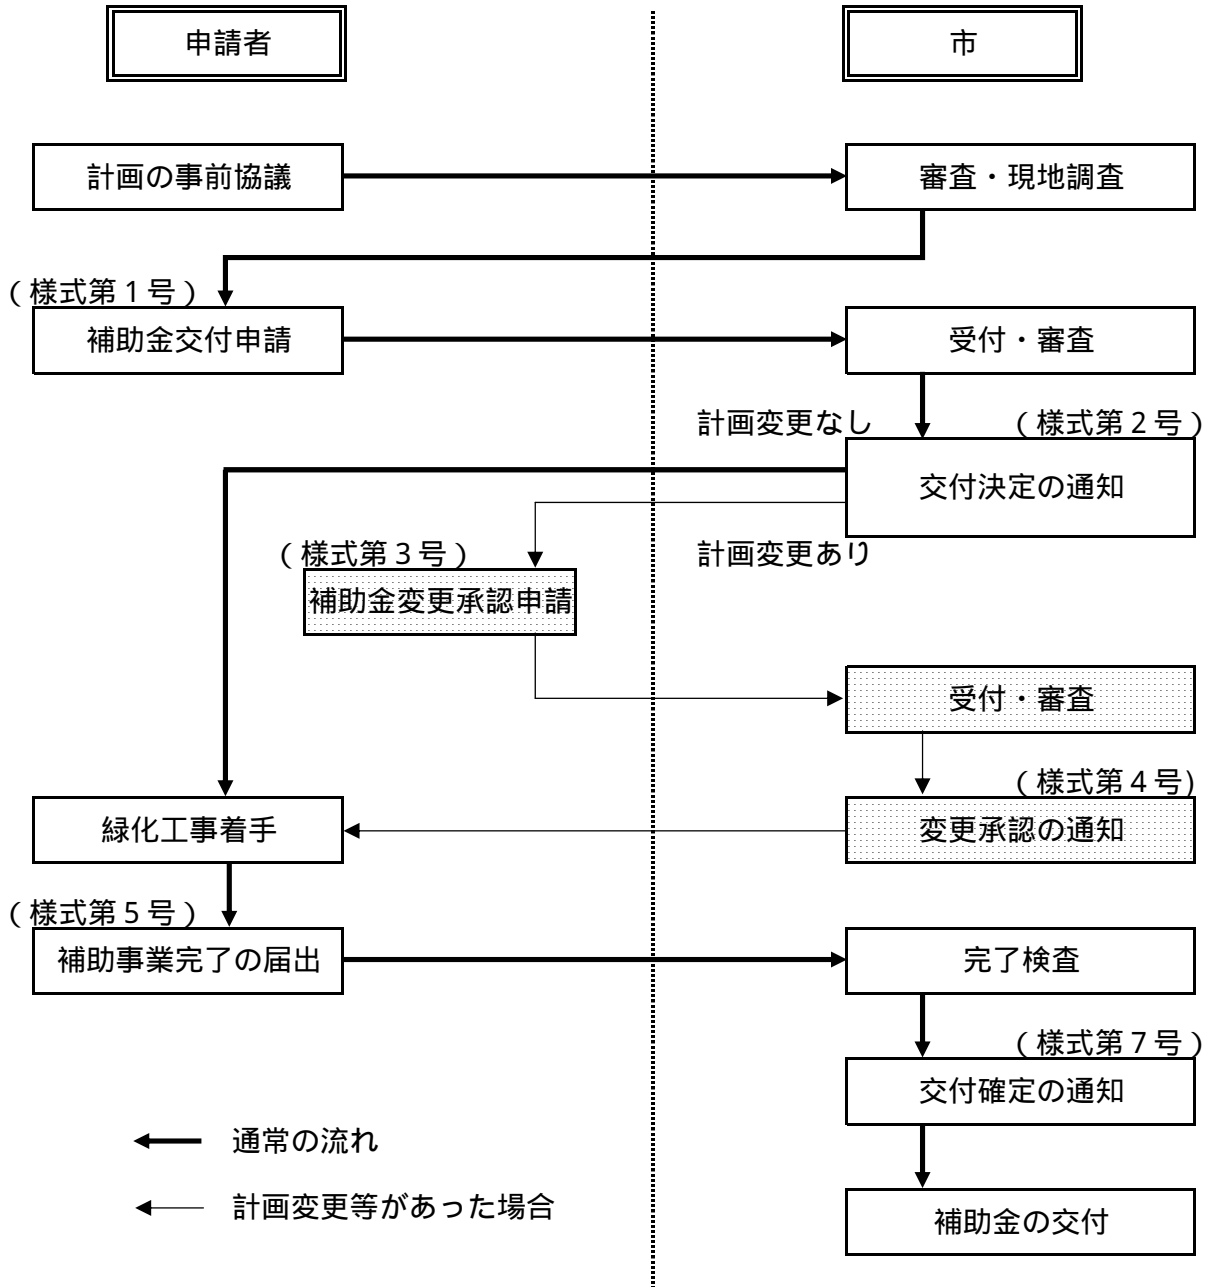 申請者
市
計画の事前協議
審査・現地調査
（様式第１号）
補助金交付申請
受付・審査
計画変更なし
（様式第２号）
交付決定の通知
（様式第３号）
計画変更あり
補助金変更承認申請
受付・審査
（様式第４号)
緑化工事着手
変更承認の通知
（様式第５号）
補助事業完了の届出
完了検査
（様式第７号）
交付確定の通知
通常の流れ
計画変更等があった場合
補助金の交付